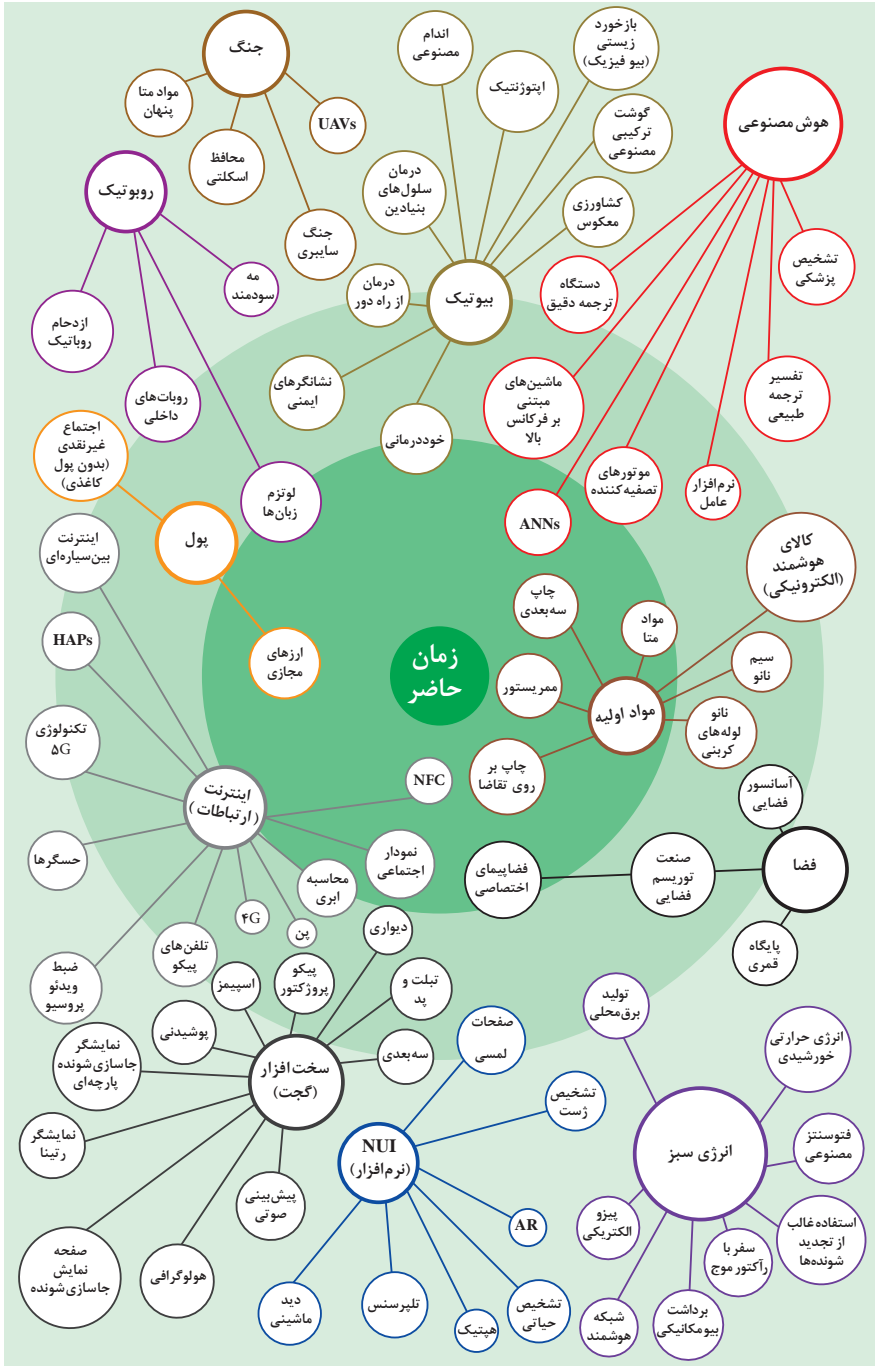 جنگ
مواد متا
پنهان
محافظ
اسکلتی
جنگ
سایبری
UAVs
روبوتیک
ازدحام
روباتیک
روبات‌های
داخلی
لوتزم
زبان‌ها
مه
سودمند
بیوتیک
اندام
مصنوعی
اپتوژنتیک
بازخورد
زیستی
(بیو فیزیک)
گوشت
ترکیبی
مصنوعی
کشاورزی
معکوس
درمان
سلول‌های
بنیادین
درمان
از راه دور
نشانگرهای
ایمنی
خوددرمانی
هوش مصنوعی
تشخیص
پزشکی
دستگاه
ترجمه دقیق
تفسیر
ترجمه
طبیعی
ماشین‌های
مبتنی
بر فرکانس
بالا
موتورهای
تصفیه‌کننده
نرم‌افزار
عامل
ANNs
پول
اجتماع
غیرنقدی
(بدون پول
کاغذی)
ارزهای
مجازی
زمان
حاضر
مواد اولیه
کالای
هوشمند
(الکترونیکی)
چاپ
سه‌بعدی
مواد
متا
سیم
نانو
ممریستور
نانو
لوله‌های
کربنی
چاپ بر
روی تقاضا
اینترنت
(ارتباطات)
اینترنت
بین‌سیاره‌ای
HAPs
تکنولوژی
۵G
حسگرها
ضبط
ویدئو
پروسیو
تلفن‌های
پیکو
۴G
پن
محاسبه
ابری
نمودار
اجتماعی
NFC
فضا
آسانسور
فضایی
صنعت
توریسم
فضایی
فضاپیمای
اختصاصی
پایگاه
قمری
سخت‌افزار
(گجت)
دیواری
پیکو
پروژکتور
اسپیمز
تبلت و
پد
پوشیدنی
سه‌بعدی
نمایشگر
جاسازی‌شونده
پارچه‌ای
نمایشگر
رتینا
صفحه
نمایش
جاسازی‌شونده
هولوگرافی
پیش‌بینی
صوتی
NUI
(نرم‌افزار)
صفحات
لمسی
تشخیص
ژست
AR
تشخیص
حیاتی
هپتیک
تلپرسنس
دید
ماشینی
انرژی سبز
تولید
برق‌محلی
انرژی حرارتی
خورشیدی
فتوسنتز
مصنوعی
استفاده غالب
از تجدید
شونده‌ها
سفر با
رآکتور موج
برداشت
بیومکانیکی
شبکه
هوشمند
پیزو
الکتریکی